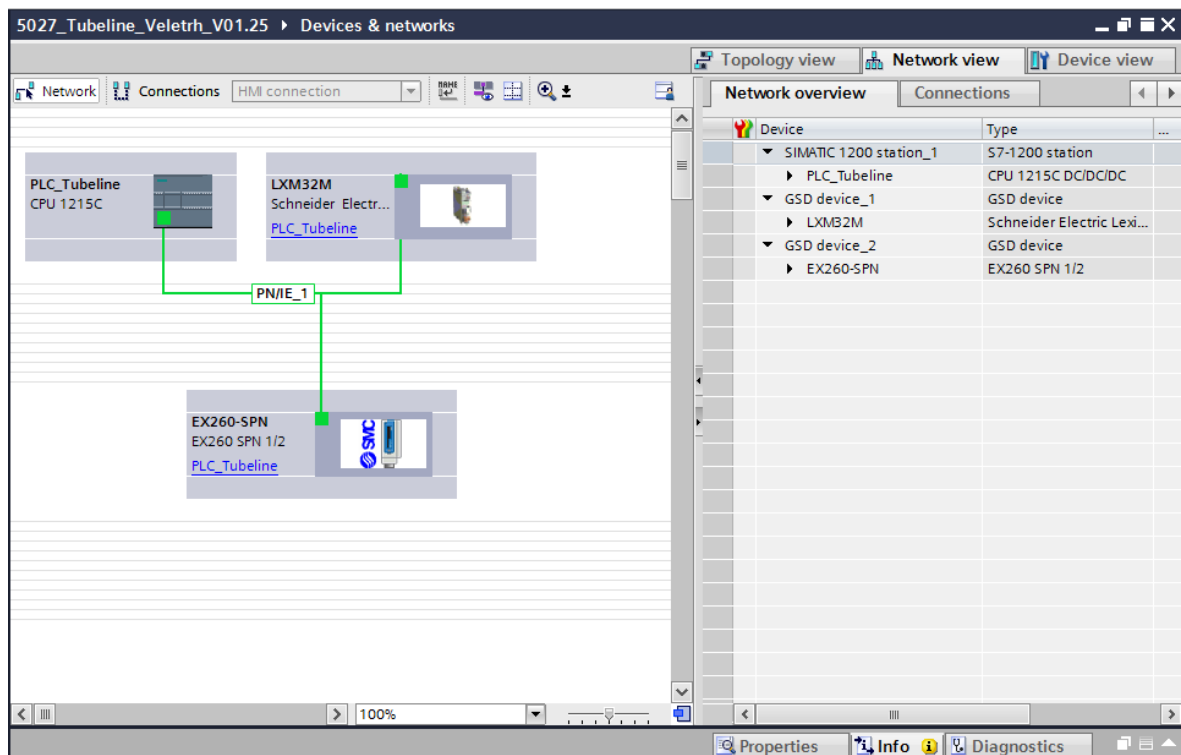 5027_Tubeline_Veletrh_V01.25 ▸ Devices & networks
Topology view
Network view
Device view
Network
Connections
HMI connection
NAME
Network overview
Connections
Device
Type
...
SIMATIC 1200 station_1
S7-1200 station
PLC_Tubeline
CPU 1215C DC/DC/DC
GSD device_1
GSD device
LXM32M
Schneider Electric Lexi...
GSD device_2
GSD device
EX260-SPN
EX260 SPN 1/2
PLC_Tubeline
CPU 1215C
LXM32M
Schneider Electr...
PLC_Tubeline
PN/IE_1
EX260-SPN
EX260 SPN 1/2
PLC_Tubeline
SMC
100%
Properties
Info
Diagnostics